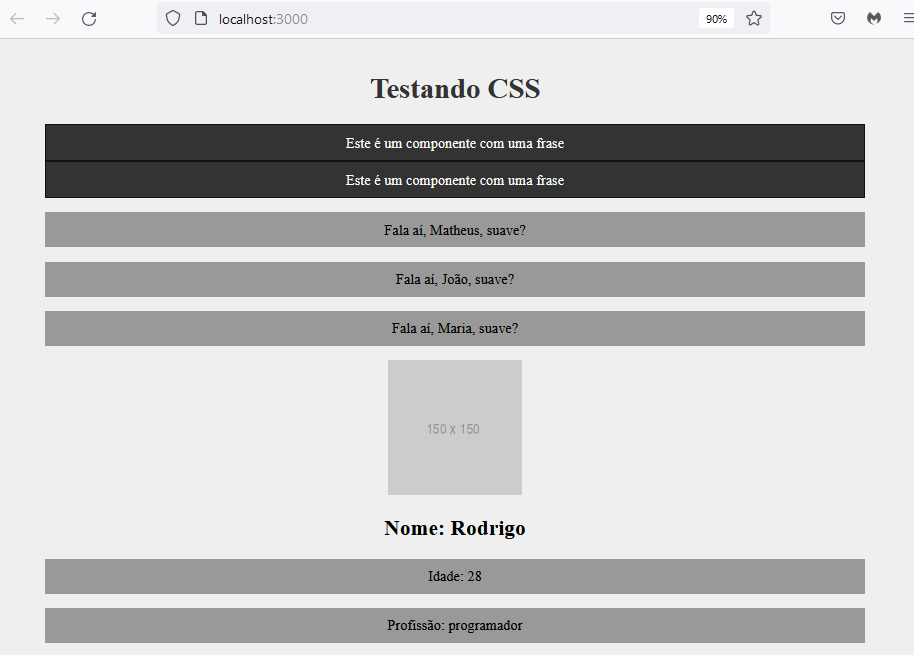 localhost:3000
90%
Testando CSS
Este é um componente com uma frase
Este é um componente com uma frase
Fala aí, Matheus, suave?
Fala aí, João, suave?
Fala aí, Maria, suave?
150 x 150
Nome: Rodrigo
Idade: 28
Profissão: programador